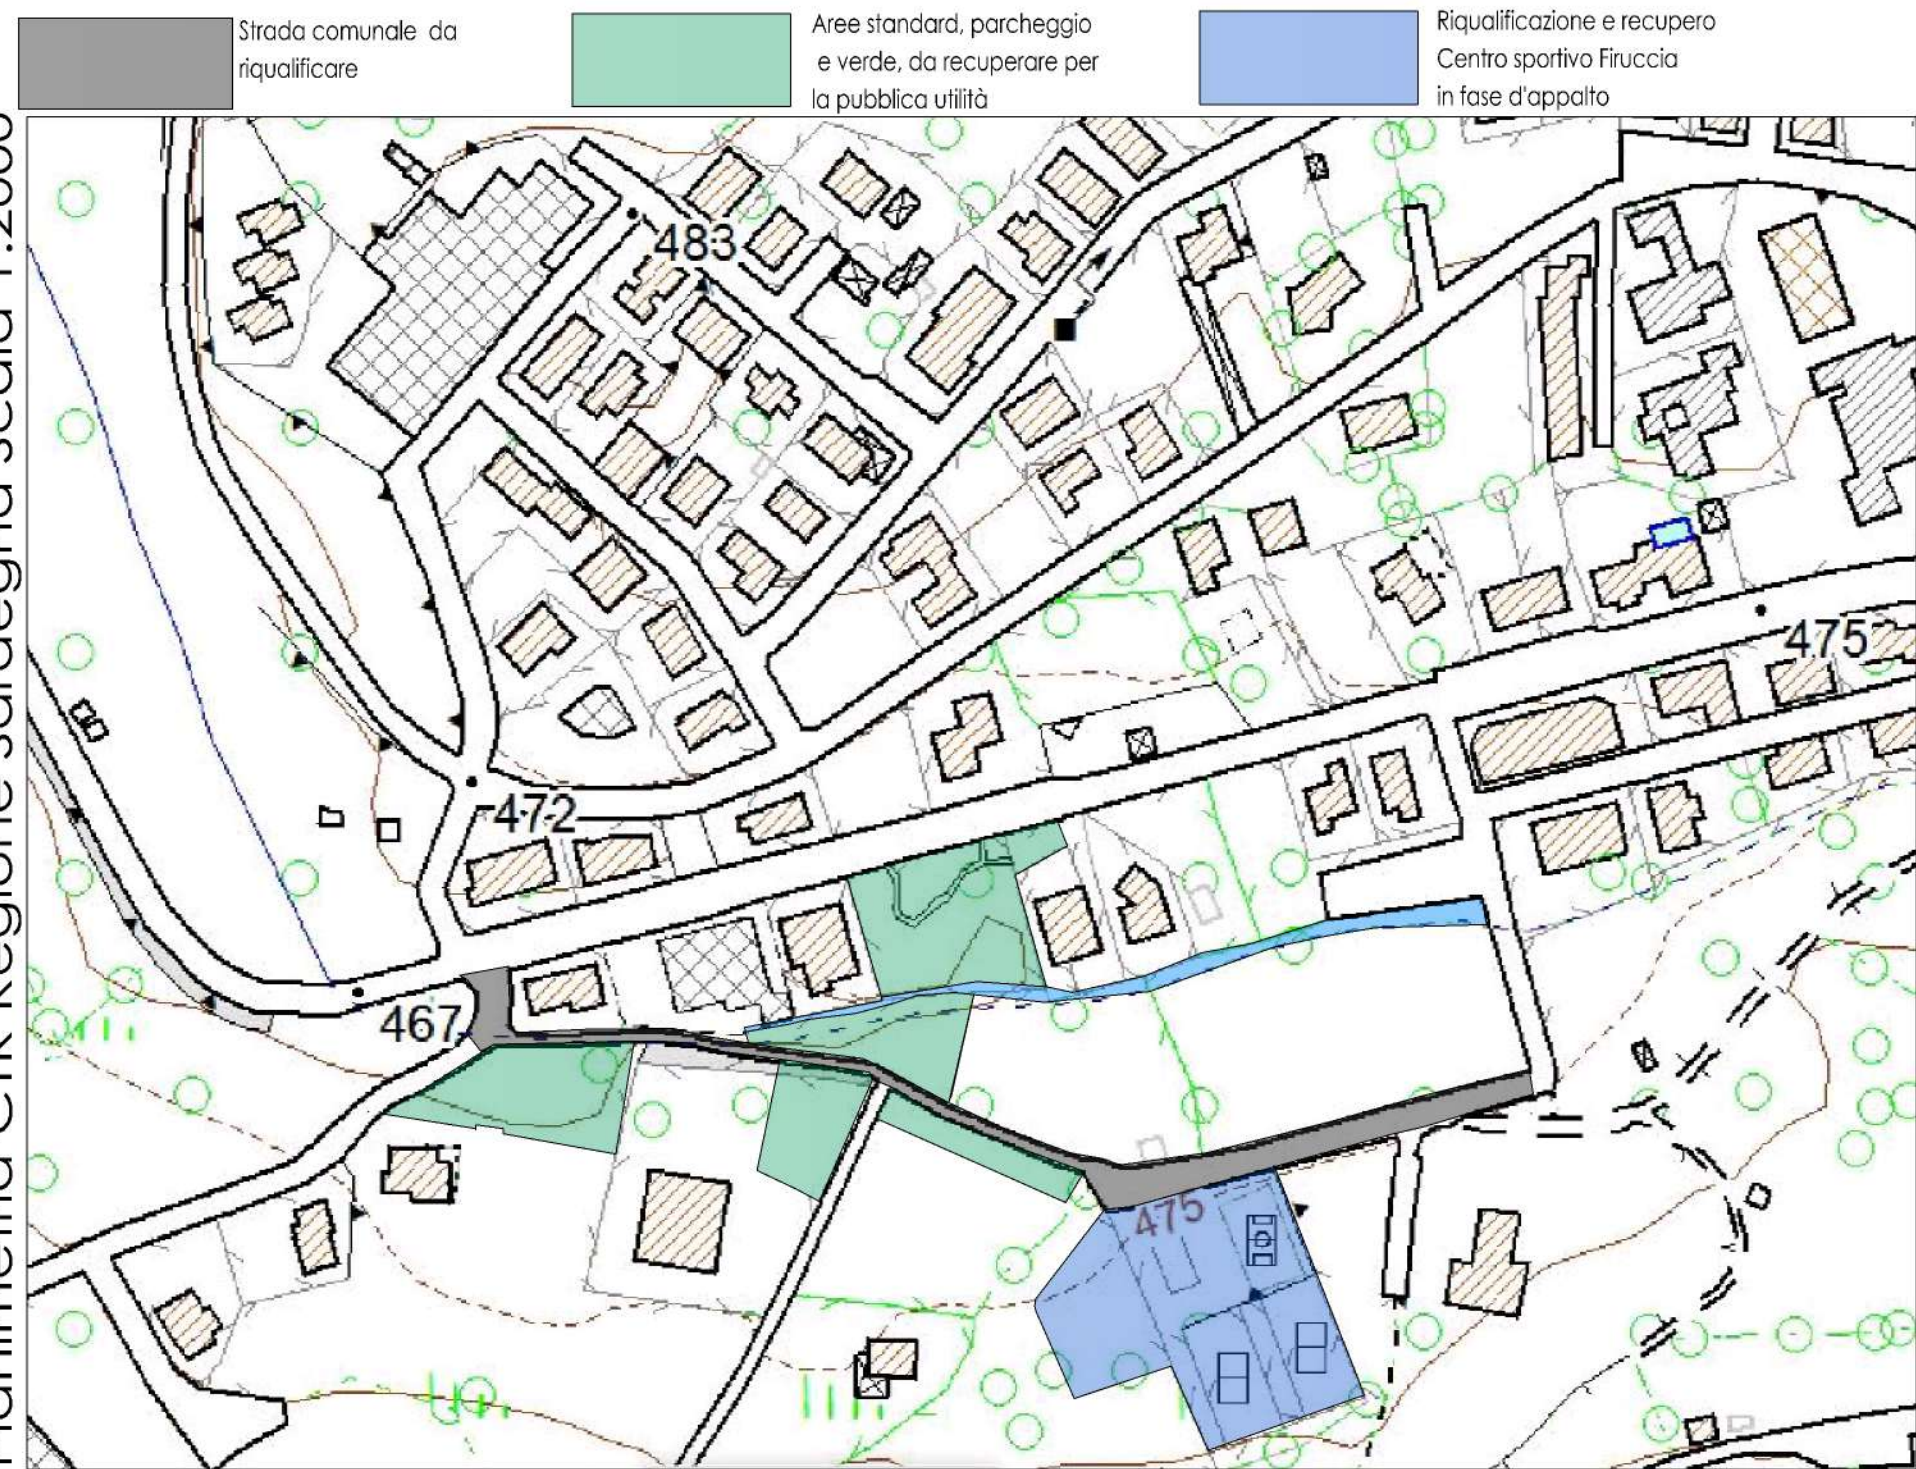 Strada comunale da
riqualificare
Aree standard, parcheggio
e verde, da recuperare per
la pubblica utilità
Riqualificazione e recupero
Centro sportivo Firuccia
in fase d'appalto
483
475
472
467
475